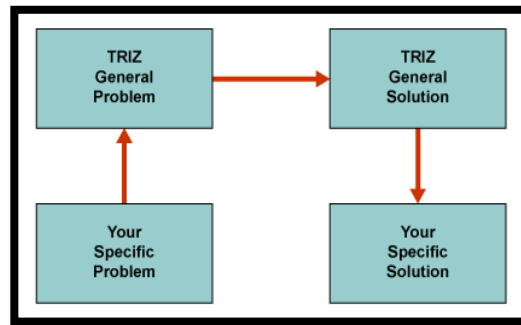 TRIZ
General
Problem
TRIZ
General
Solution
Your
Specific
Problem
Your
Specific
Solution